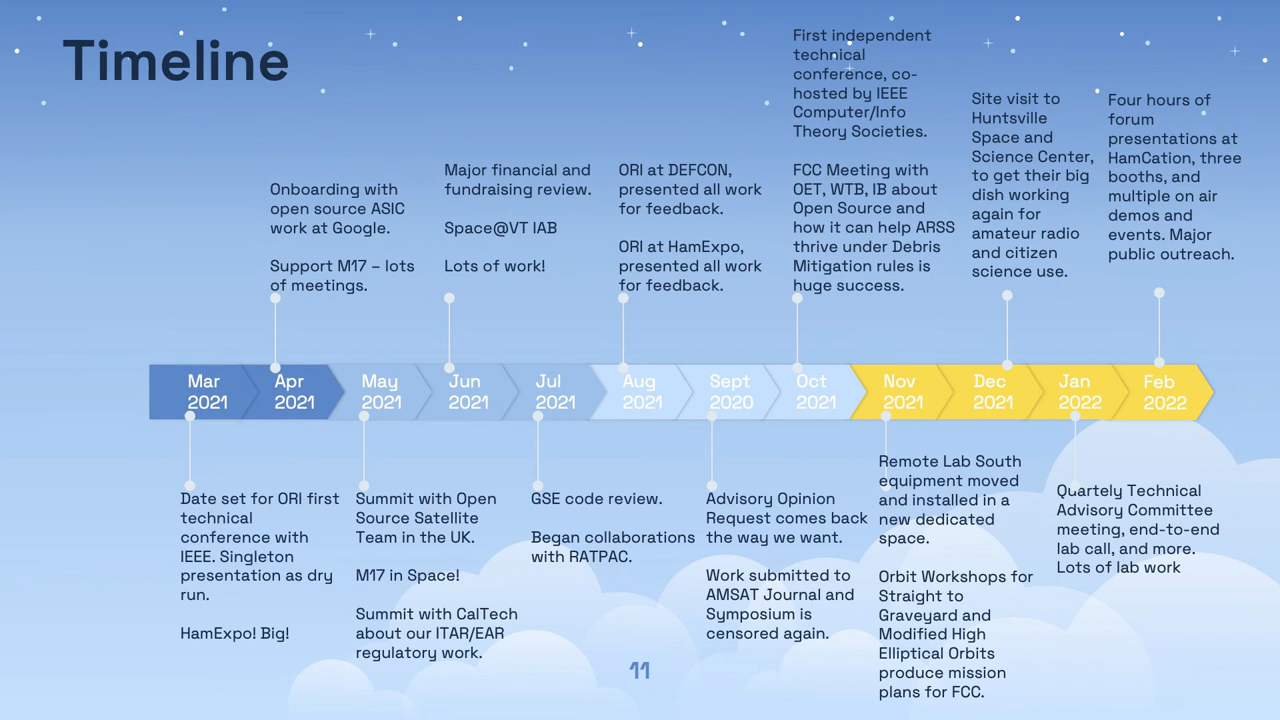 Timeline
Onboarding with
open source ASIC
work at Google.
Support M17 – lots
of meetings.
Major financial and
fundraising review.
Space@VT IAB
Lots of work!
ORI at DEFCON,
presented all work
for feedback.
ORI at HamExpo,
presented all work
for feedback.
First independent
technical
conference, co-
hosted by IEEE
Computer/Info
Theory Societies.
FCC Meeting with
OET, WTB, IB about
Open Source and
how it can help ARSS
thrive under Debris
Mitigation rules is
huge success.
Site visit to
Huntsville
Space and
Science Center,
to get their big
dish working
again for
amateur radio
and citizen
science use.
Four hours of
forum
presentations at
HamCation, three
booths, and
multiple on air
demos and
events. Major
public outreach.
Mar
2021
Apr
2021
May
2021
Jun
2021
Jul
2021
Aug
2021
Sept
2020
Oct
2021
Nov
2021
Dec
2021
Jan
2022
Feb
2022
Date set for ORI first
technical
conference with
IEEE. Singleton
presentation as dry
run.
HamExpo! Big!
Summit with Open
Source Satellite
Team in the UK.
M17 in Space!
Summit with CalTech
about our ITAR/EAR
regulatory work.
GSE code review.
Began collaborations
with RATPAC.
Advisory Opinion
Request comes back
the way we want.
Work submitted to
AMSAT Journal and
Symposium is
censored again.
Remote Lab South
equipment moved
and installed in a
new dedicated
space.
Orbit Workshops for
Straight to
Graveyard and
Modified High
Elliptical Orbits
produce mission
plans for FCC.
Quartely Technical
Advisory Committee
meeting, end-to-end
lab call, and more.
Lots of lab work
11